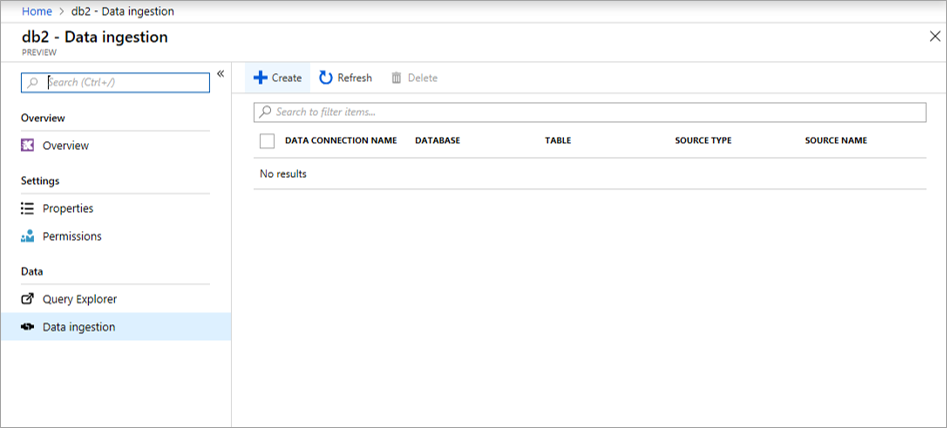 Home > db2 - Data ingestion
db2 - Data ingestion
PREVIEW
Search (Ctrl+/)
«
Overview
Overview
Settings
Properties
Permissions
Data
Query Explorer
Data ingestion
Create Refresh Delete
Search to filter items...
DATA CONNECTION NAME DATABASE TABLE SOURCE TYPE SOURCE NAME
No results